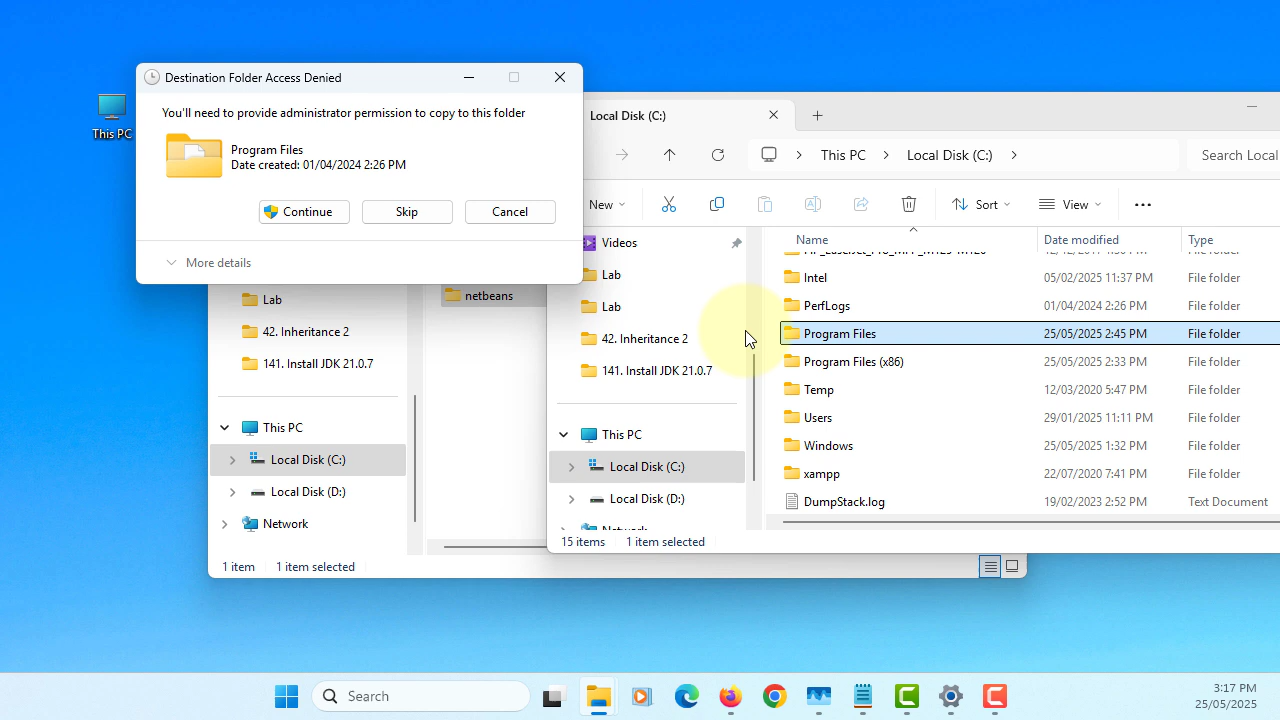 This PC
Destination Folder Access Denied
You'll need to provide administrator permission to copy to this folder
Program Files
Date created: 01/04/2024 2:26 PM
Continue
Skip
Cancel
More details
netbeans
Lab
42. Inheritance 2
141. Install JDK 21.0.7
This PC
Local Disk (C:)
Local Disk (D:)
Network
1 item 1 item selected
Local Disk (C:)
This PC Local Disk (C:) Search Local
New Sort View
Videos
Lab
Lab
42. Inheritance 2
141. Install JDK 21.0.7
This PC
Local Disk (C:)
Local Disk (D:)
Name Date modified Type
Intel 05/02/2025 11:37 PM File folder
PerfLogs 01/04/2024 2:26 PM File folder
Program Files 25/05/2025 2:45 PM File folder
Program Files (x86) 25/05/2025 2:33 PM File folder
Temp 12/03/2020 5:47 PM File folder
Users 29/01/2025 11:11 PM File folder
Windows 25/05/2025 1:32 PM File folder
xampp 22/07/2020 7:41 PM File folder
DumpStack.log 19/02/2023 2:52 PM Text Document
15 items 1 item selected
Search
3:17 PM
25/05/2025